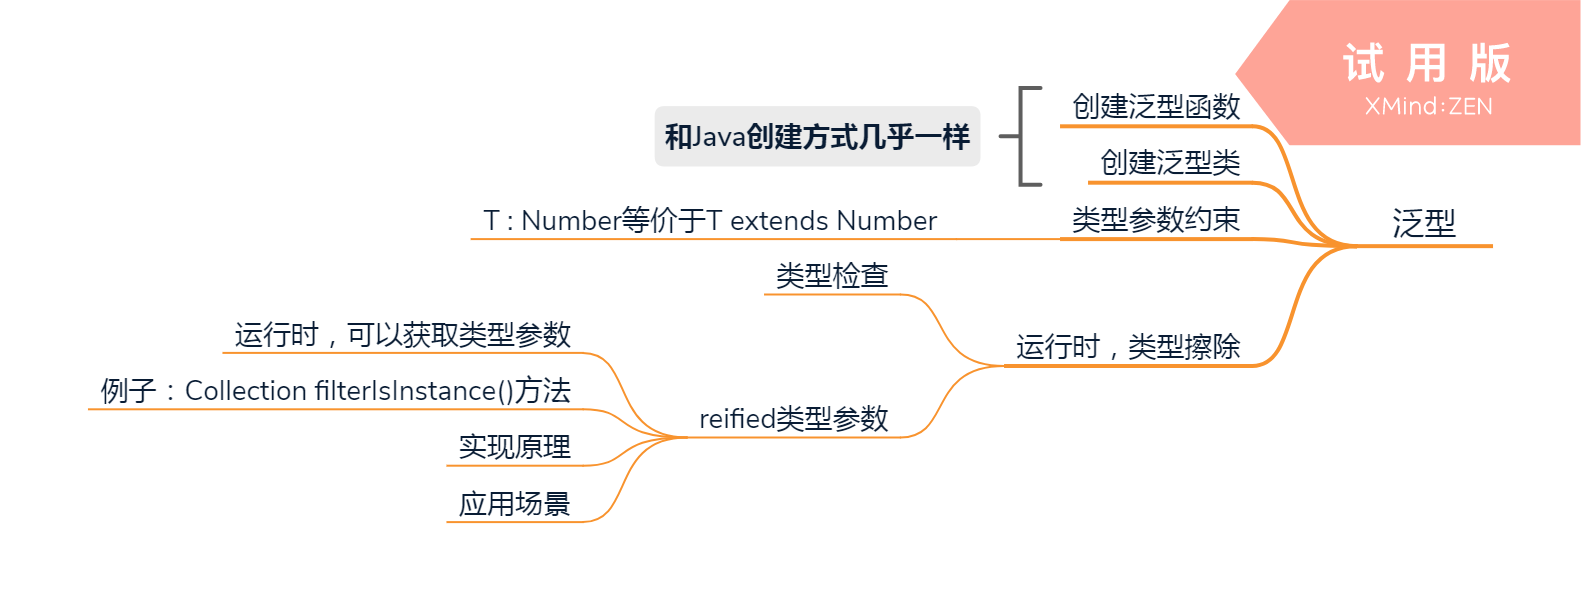 试用版
XMind:ZEN
创建泛型函数
和Java创建方式几乎一样
创建泛型类
T : Number等价于T extends Number
类型参数约束
泛型
类型检查
运行时，可以获取类型参数
运行时，类型擦除
例子：Collection filterIsInstance()方法
reified类型参数
实现原理
应用场景